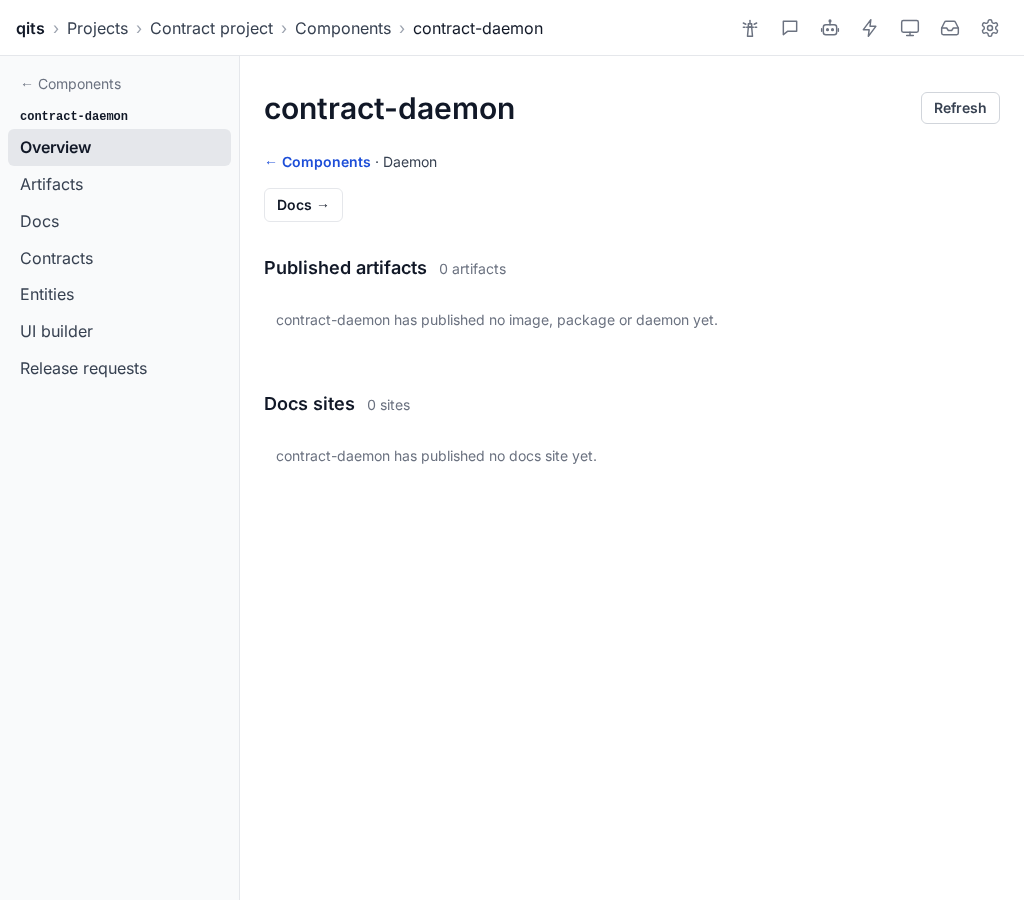 qits › Projects › Contract project › Components › contract-daemon
← Components
contract-daemon
Overview
Artifacts
Docs
Contracts
Entities
UI builder
Release requests
contract-daemon
Refresh
← Components · Daemon
Docs →
Published artifacts 0 artifacts
contract-daemon has published no image, package or daemon yet.
Docs sites 0 sites
contract-daemon has published no docs site yet.